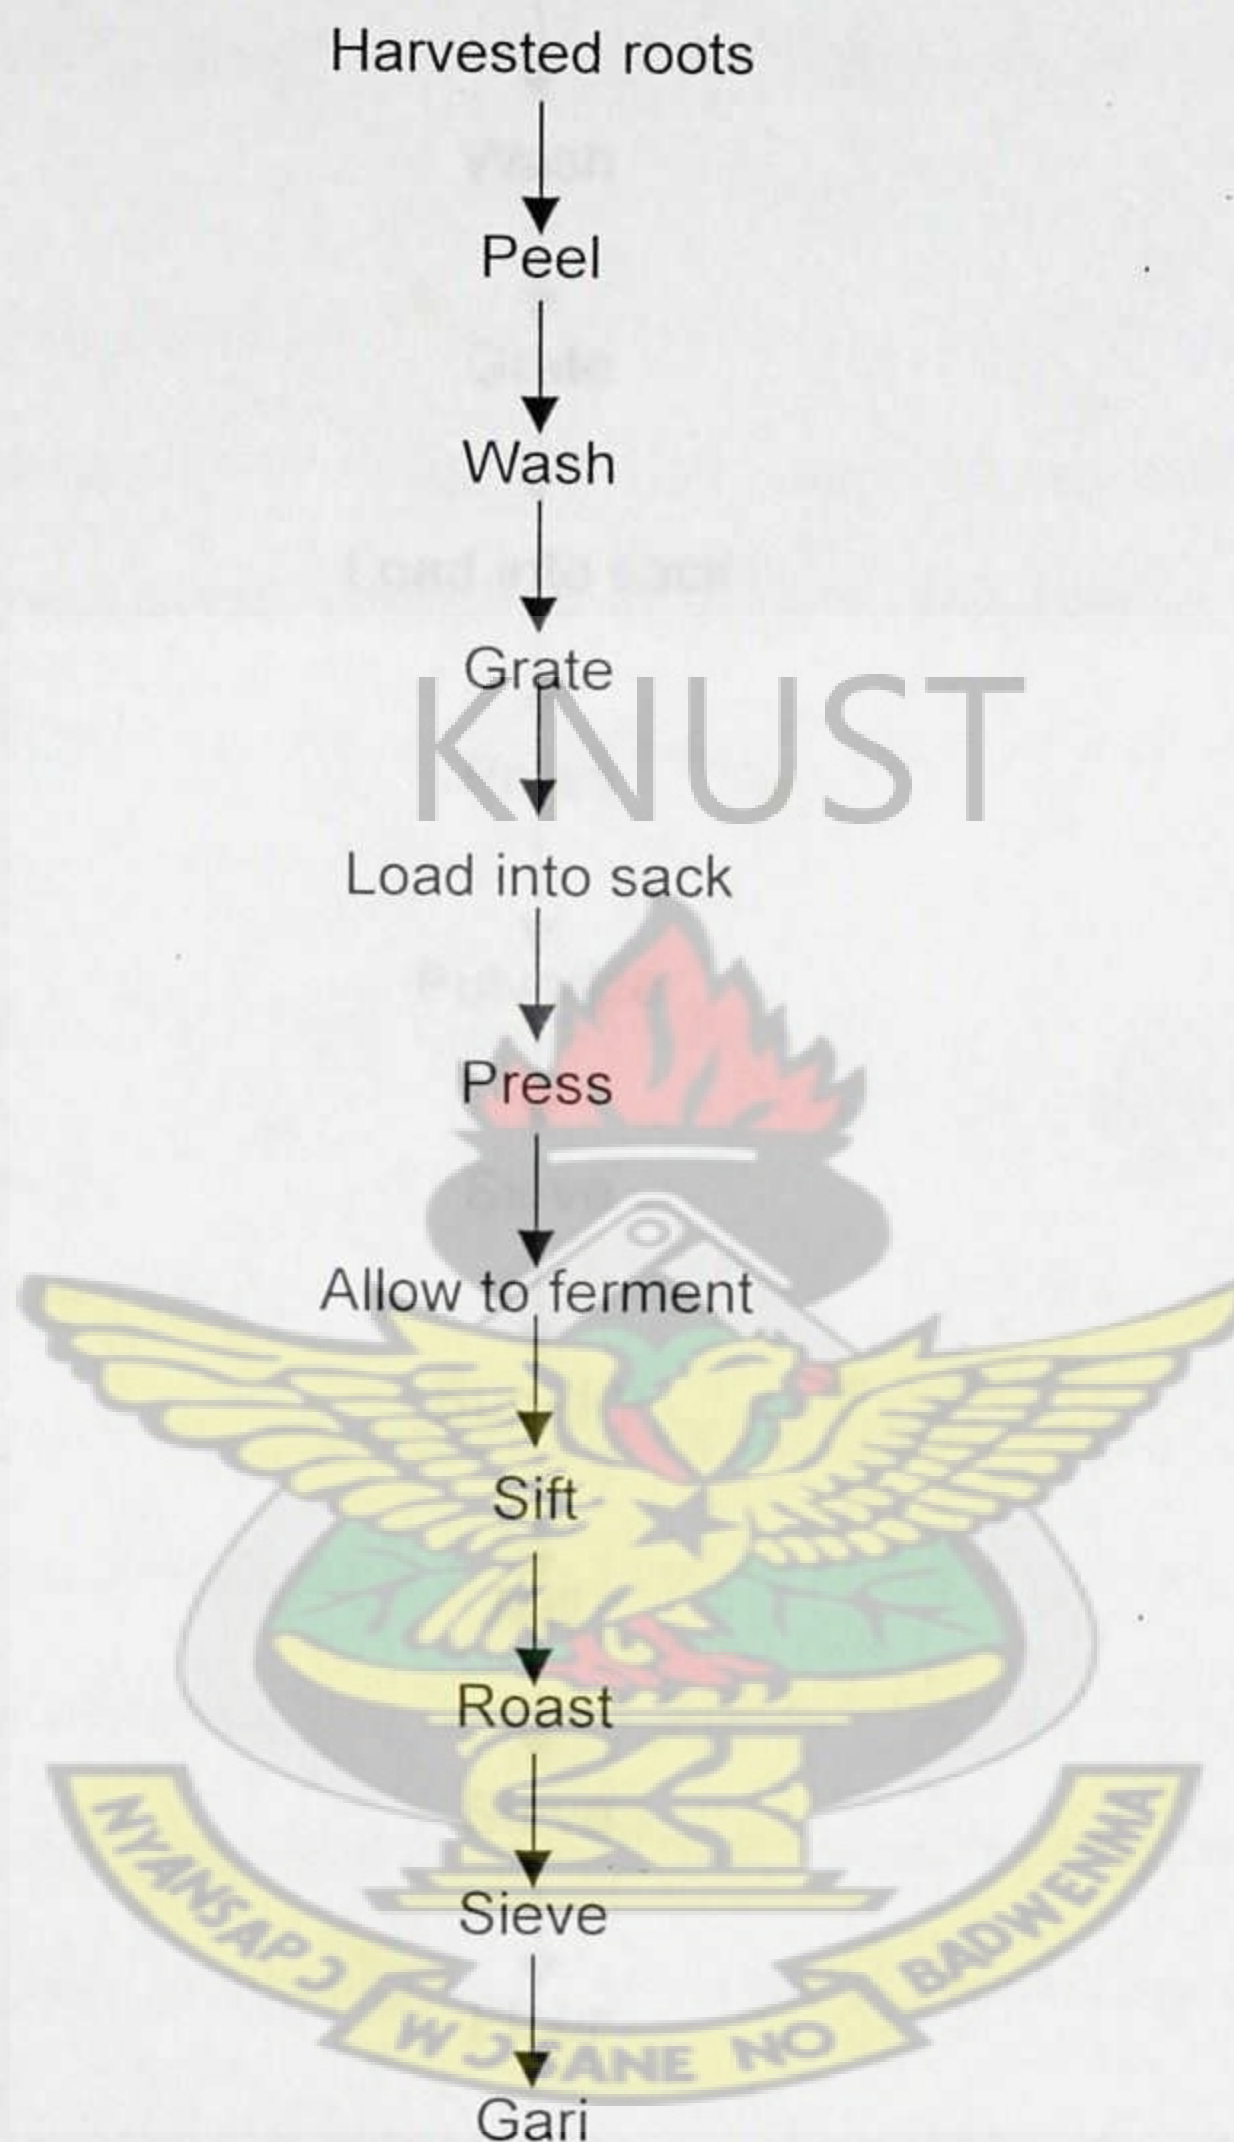 Harvested roots
Peel
Wash
Grate
KNUST
Load into sack
Press
Allow to ferment
Sift
Roast
Sieve
NYANSAPƆ
WƆSANE NO
BADWENMA
Gari